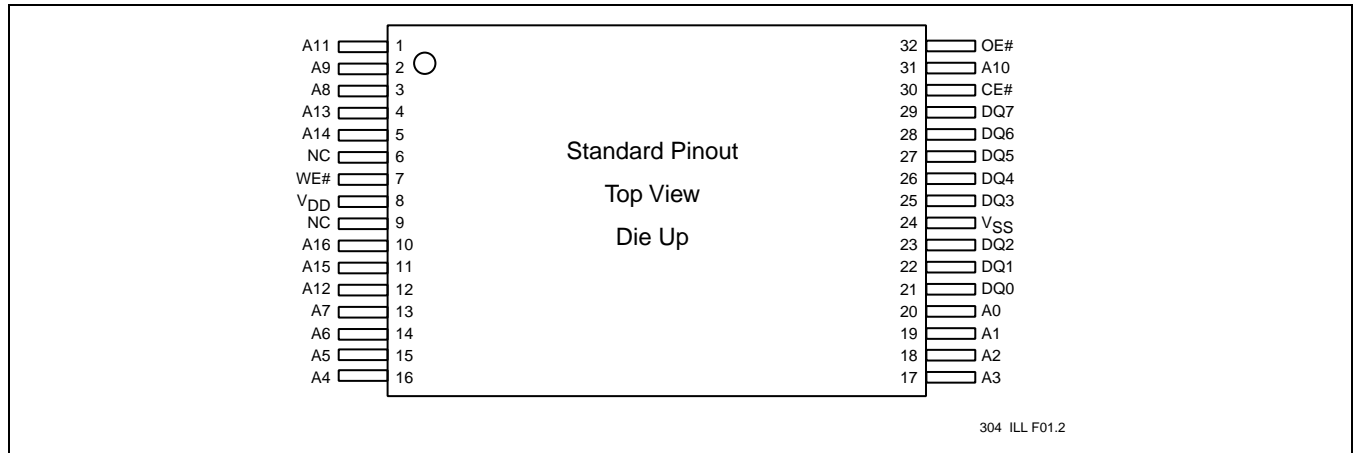 A11 1 32 OE#
A9 2 31 A10
A8 3 30 CE#
A13 4 29 DQ7
A14 5 28 DQ6
NC 6 27 DQ5
WE# 7 26 DQ4
VDD 8 25 DQ3
NC 9 24 VSS
A16 10 23 DQ2
A15 11 22 DQ1
A12 12 21 DQ0
A7 13 20 A0
A6 14 19 A1
A5 15 18 A2
A4 16 17 A3
Standard Pinout
Top View
Die Up
304 ILL F01.2